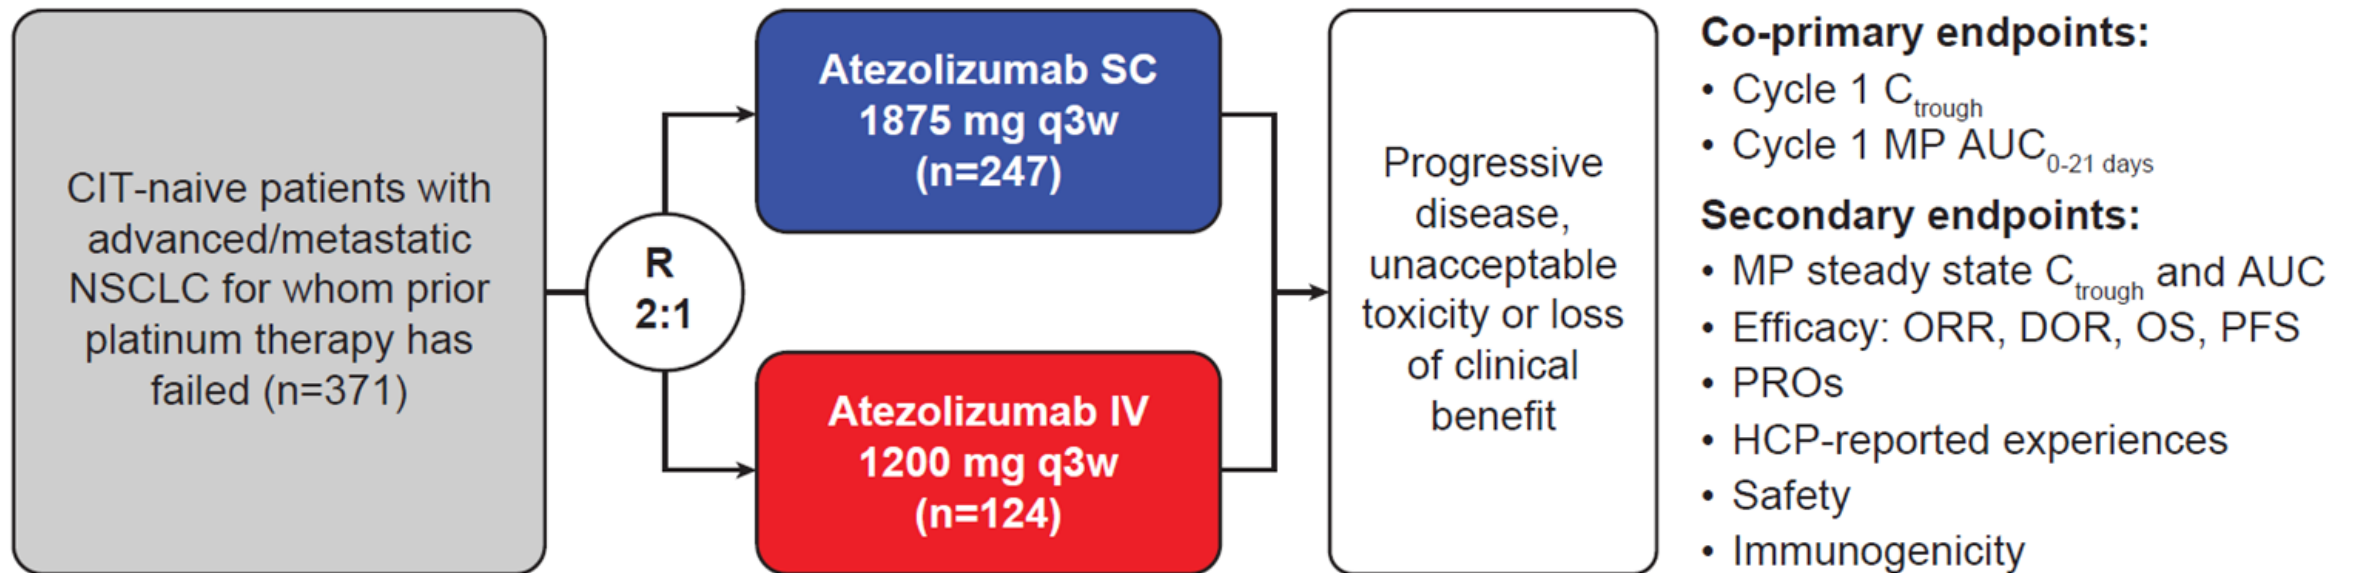 CIT-naive patients with
advanced/metastatic
NSCLC for whom prior
platinum therapy has
failed (n=371)
R
2:1
Atezolizumab SC
1875 mg q3w
(n=247)
Atezolizumab IV
1200 mg q3w
(n=124)
Progressive
disease,
unacceptable
toxicity or loss
of clinical
benefit
Co-primary endpoints:
• Cycle 1 Ctrough
• Cycle 1 MP AUC0-21 days
Secondary endpoints:
• MP steady state Ctrough and AUC
• Efficacy: ORR, DOR, OS, PFS
• PROs
• HCP-reported experiences
• Safety
• Immunogenicity